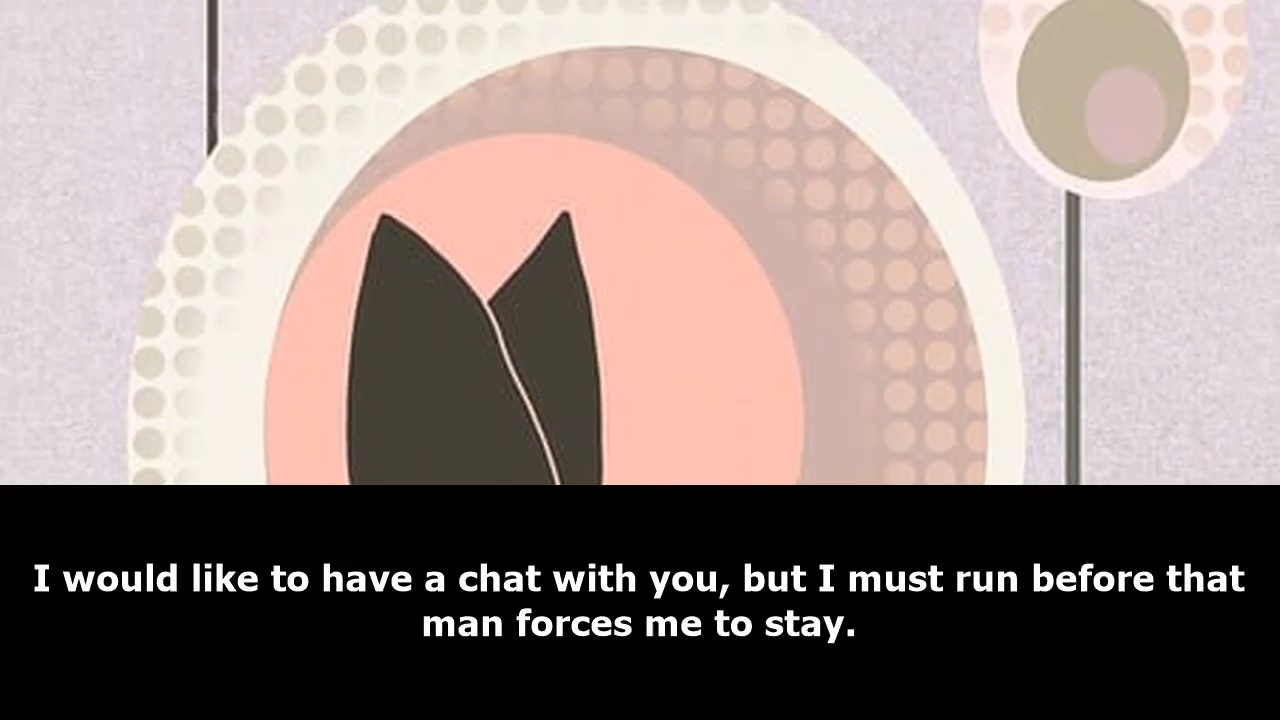 I would like to have a chat with you, but I must run before that
man forces me to stay.